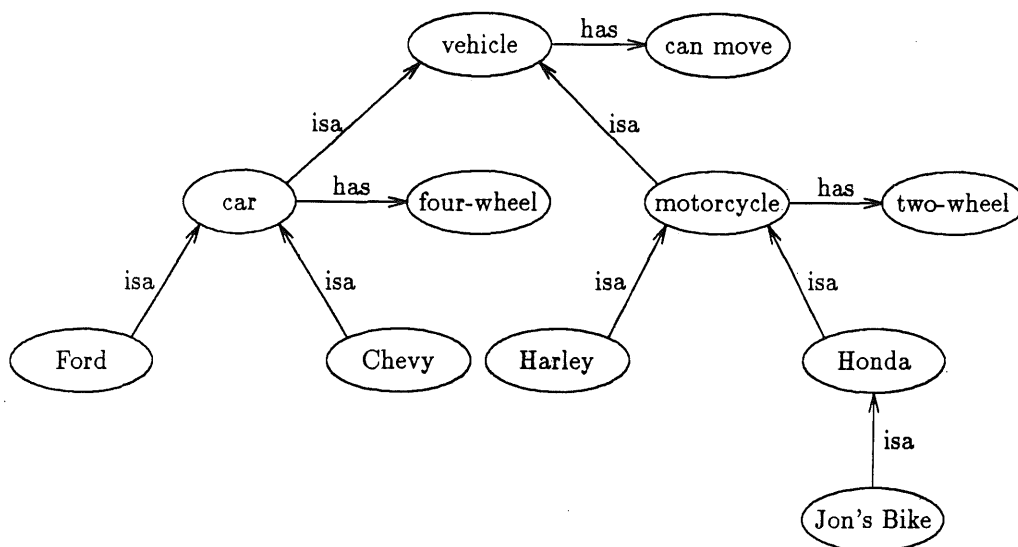 vehicle has can move
isa isa
car has four-wheel motorcycle has two-wheel
isa isa isa isa
Ford Chevy Harley Honda
isa
Jon's Bike